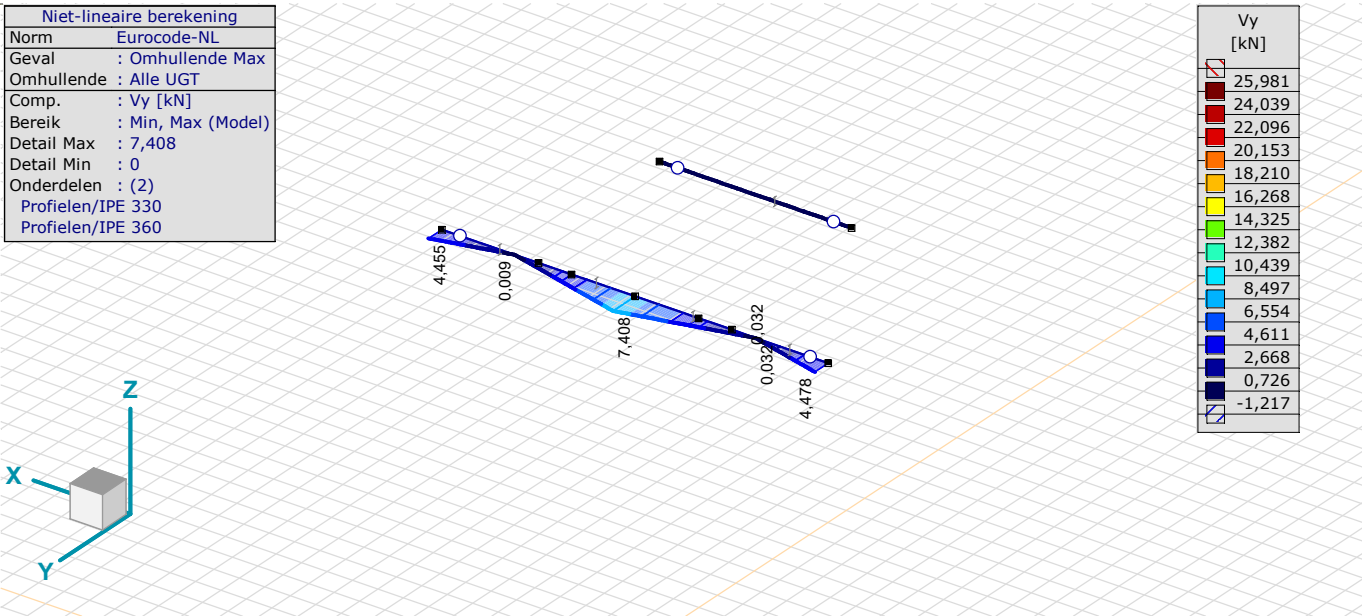 Niet-lineaire berekening
Norm Eurocode-NL
Geval : Omhullende Max
Omhullende : Alle UGT
Comp. : Vy [kN]
Bereik : Min, Max (Model)
Detail Max : 7,408
Detail Min : 0
Onderdelen : (2)
Profielen/IPE 330
Profielen/IPE 360
Vy
[kN]
25,981
24,039
22,096
20,153
18,210
16,268
14,325
12,382
10,439
8,497
6,554
4,611
2,668
0,726
-1,217
4,455
0,009
7,408
0,032
0,032
4,478
Z
X
Y